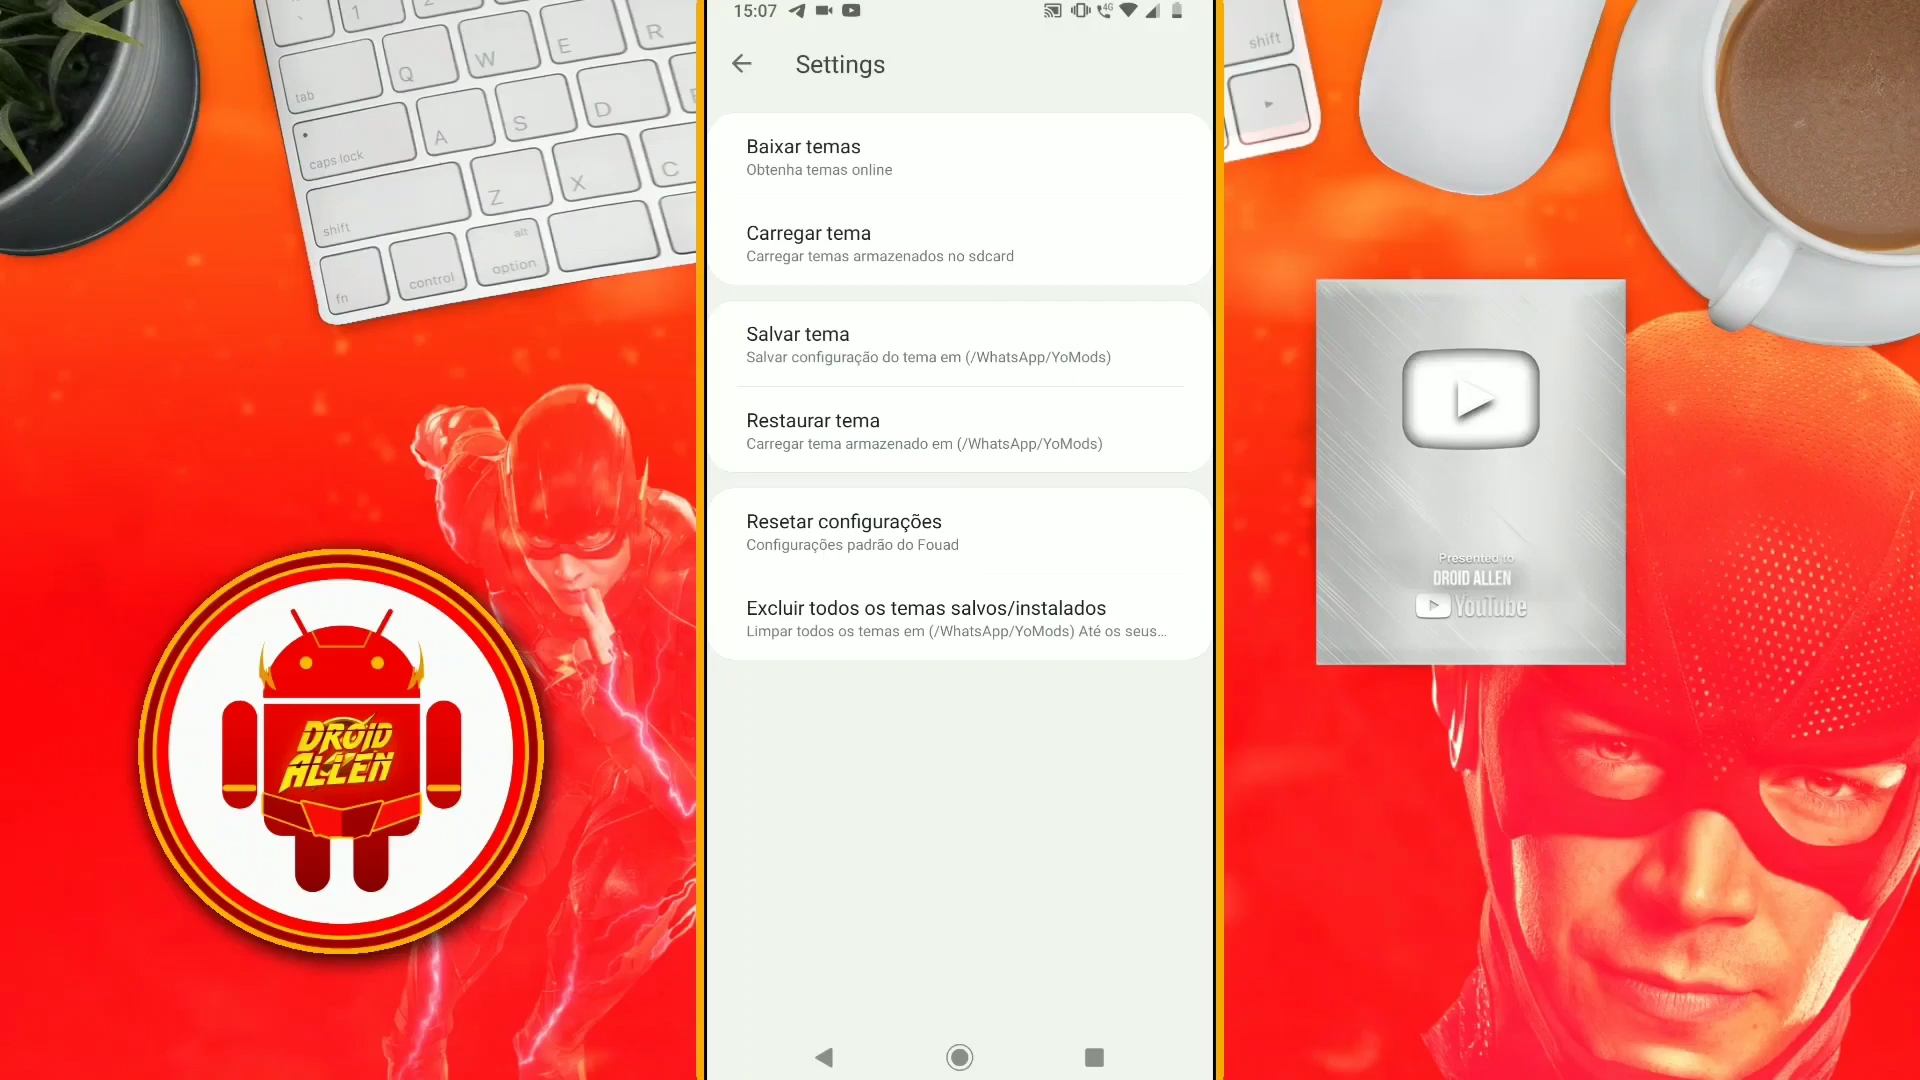 15:07
4G
Settings
Baixar temas
Obtenha temas online
Carregar tema
Carregar temas armazenados no sdcard
Salvar tema
Salvar configuração do tema em (/WhatsApp/YoMods)
Restaurar tema
Carregar tema armazenado em (/WhatsApp/YoMods)
Resetar configurações
Configurações padrão do Fouad
Excluir todos os temas salvos/instalados
Limpar todos os temas em (/WhatsApp/YoMods) Até os seus...
1
Q
W
E
R
tab
A
S
D
caps lock
Z
X
C
shift
alt
fn
control
option
shift
DROID
ALLEN
Presented to
DROID ALLEN
YouTube